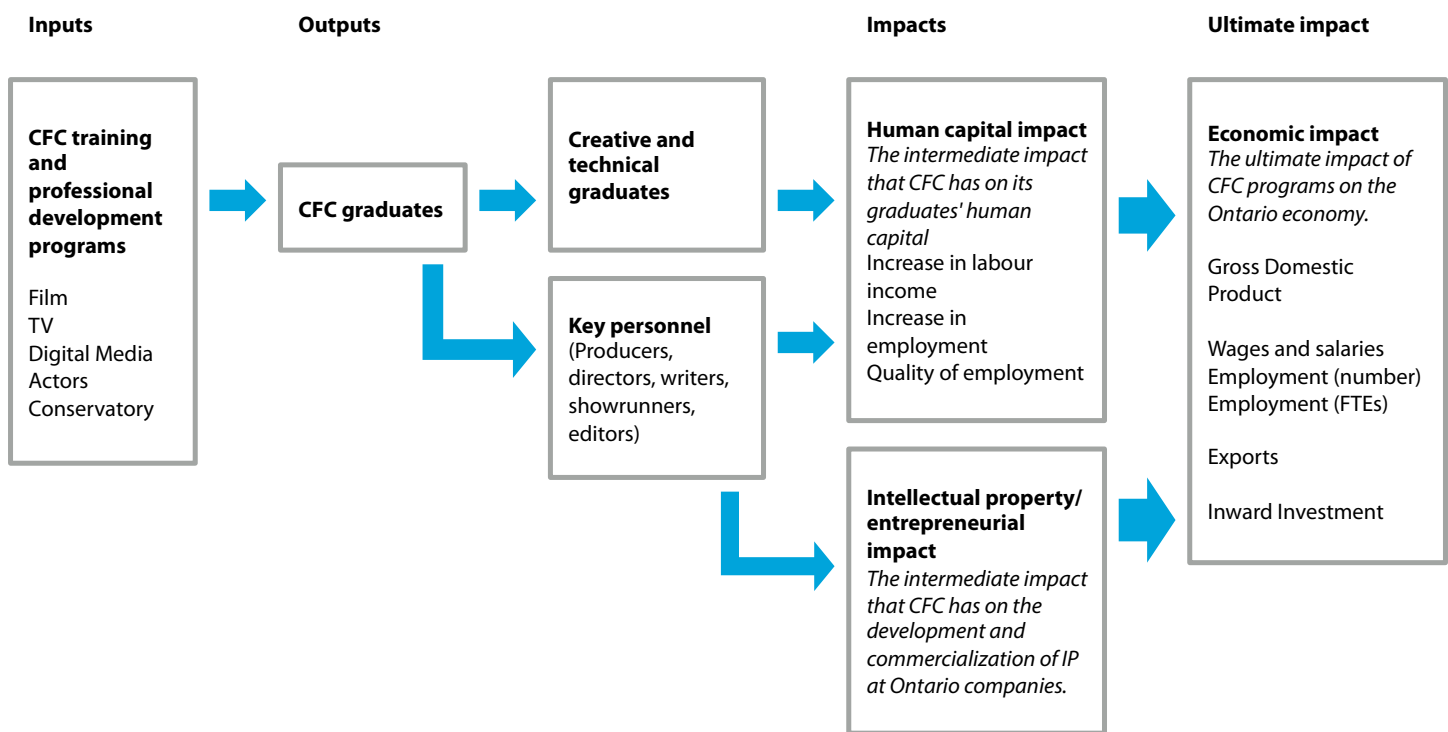 Inputs
Outputs
Impacts
Ultimate impact
CFC training
and
professional
development
programs
Film
TV
Digital Media
Actors
Conservatory
CFC graduates
Creative and
technical
graduates
Key personnel
(Producers,
directors, writers,
showrunners,
editors)
Human capital impact
The intermediate impact
that CFC has on its
graduates' human
capital
Increase in labour
income
Increase in
employment
Quality of employment
Intellectual property/
entrepreneurial
impact
The intermediate impact
that CFC has on the
development and
commercialization of IP
at Ontario companies.
Economic impact
The ultimate impact of
CFC programs on the
Ontario economy.
Gross Domestic
Product
Wages and salaries
Employment (number)
Employment (FTEs)
Exports
Inward Investment